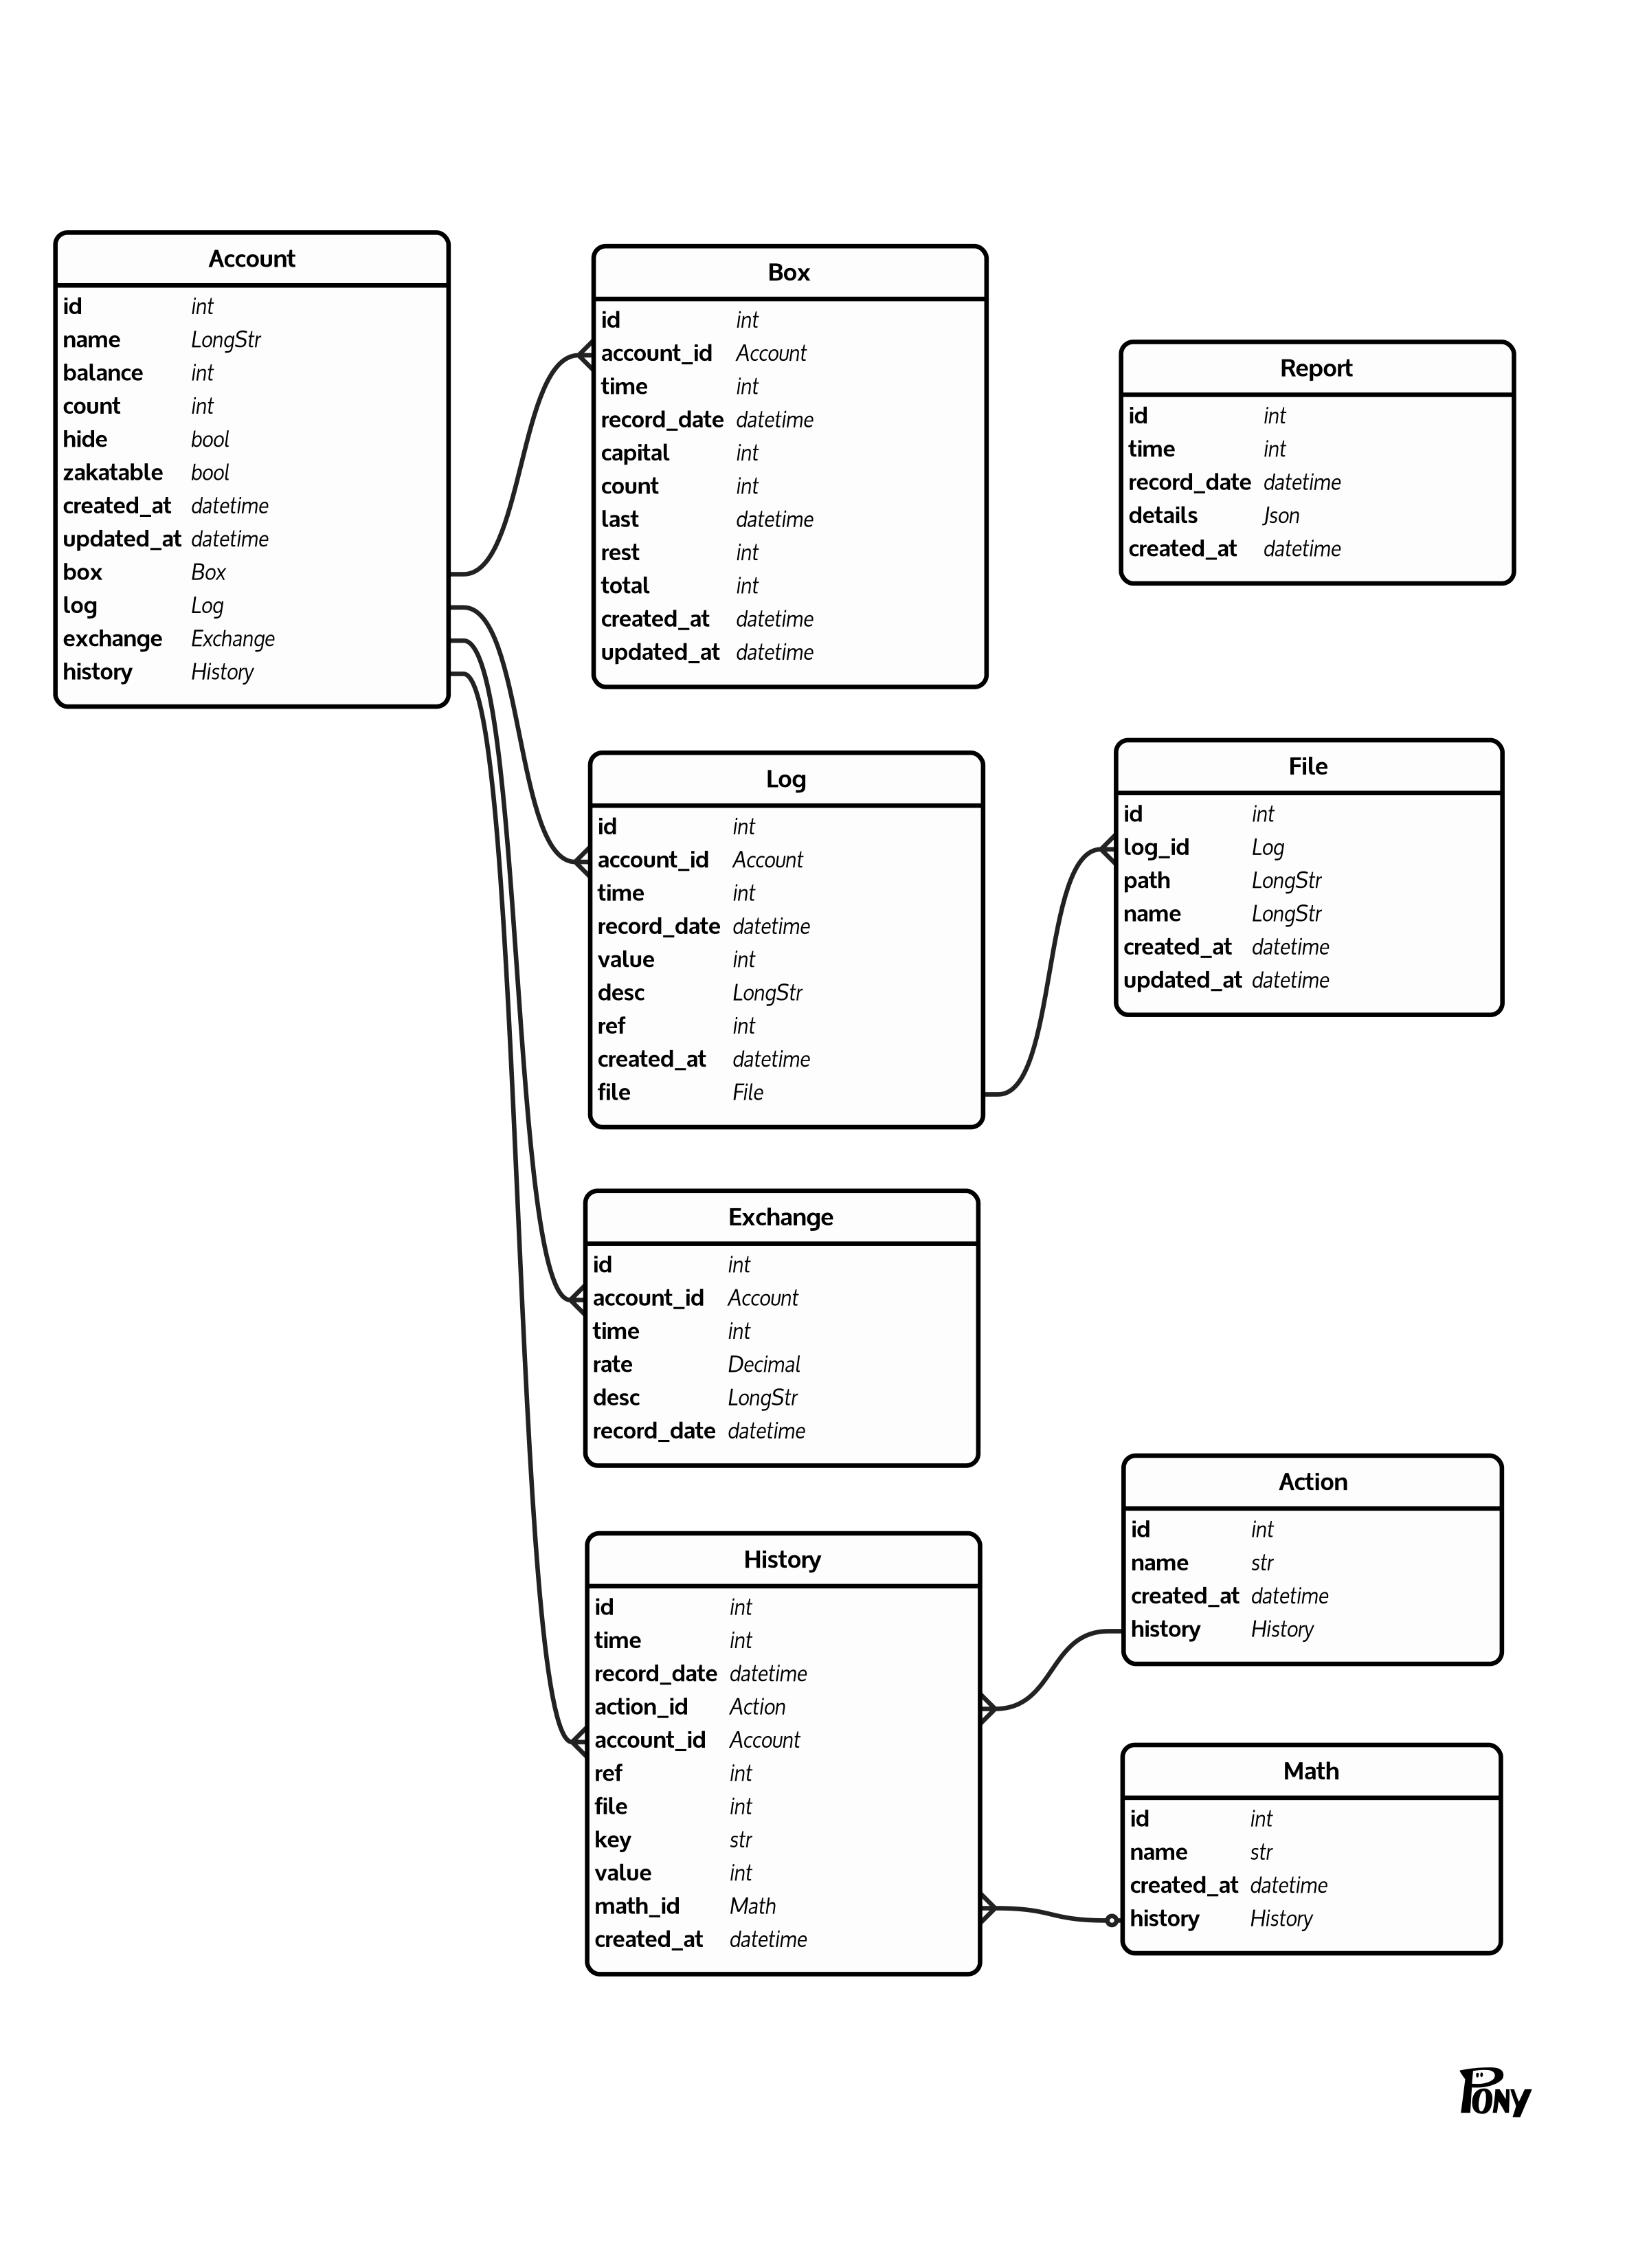 Account
id int
name LongStr
balance int
count int
hide bool
zakatable bool
created_at datetime
updated_at datetime
box Box
log Log
exchange Exchange
history History
Box
id int
account_id Account
time int
record_date datetime
capital int
count int
last datetime
rest int
total int
created_at datetime
updated_at datetime
Report
id int
time int
record_date datetime
details Json
created_at datetime
Log
id int
account_id Account
time int
record_date datetime
value int
desc LongStr
ref int
created_at datetime
file File
File
id int
log_id Log
path LongStr
name LongStr
created_at datetime
updated_at datetime
Exchange
id int
account_id Account
time int
rate Decimal
desc LongStr
record_date datetime
History
id int
time int
record_date datetime
action_id Action
account_id Account
ref int
file int
key str
value int
math_id Math
created_at datetime
Action
id int
name str
created_at datetime
history History
Math
id int
name str
created_at datetime
history History
PONY